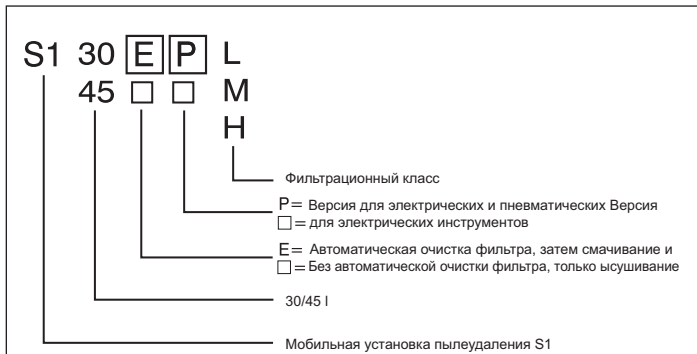 S1 30 E P L
45 □ □ M
H
Фильтрационный класс
P= Версия для электрических и пневматических Версия
□= для электрических инструментов
E= Автоматическая очистка фильтра, затем смачивание и
□= Без автоматической очистки фильтра, только ысушивание
30/45 l
Мобильная установка пылеудаления S1